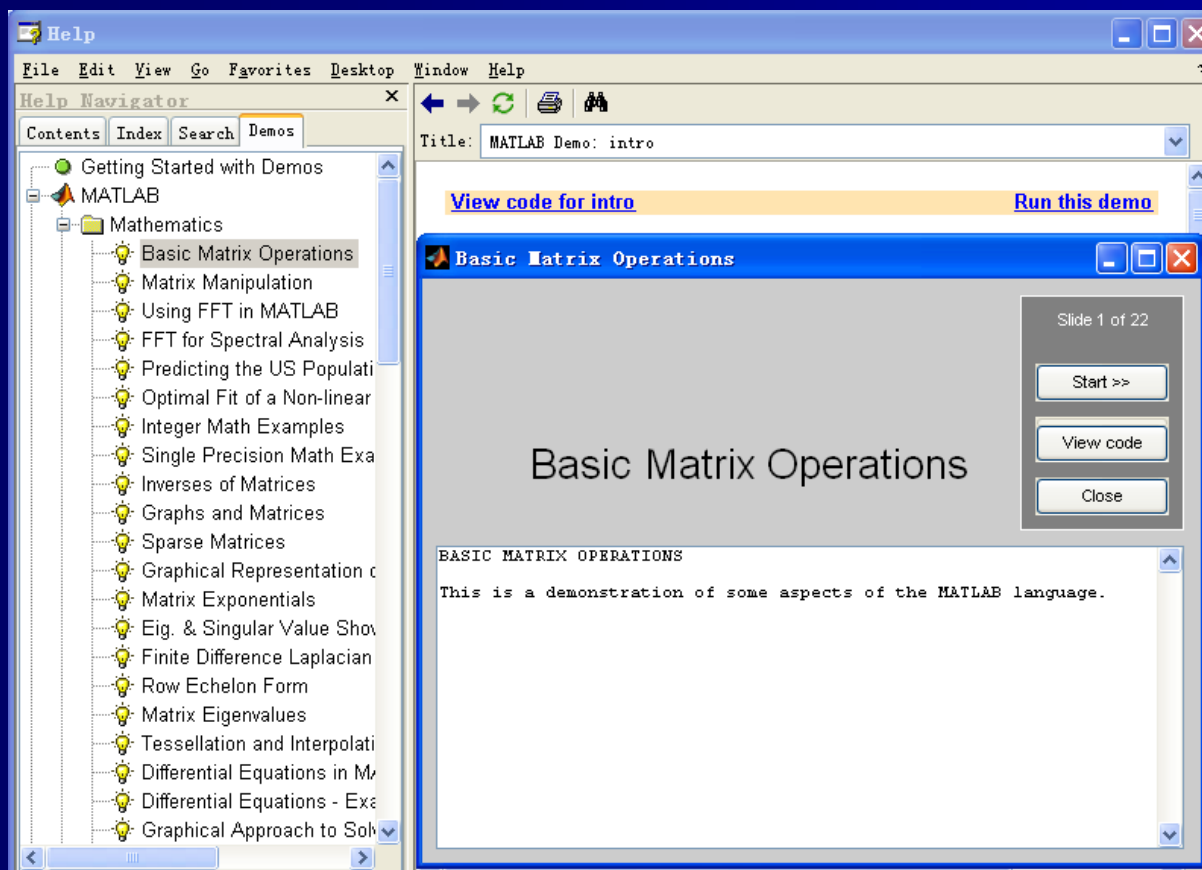 Help
File Edit View Go Favorites Desktop Window Help
Help Navigator
Contents Index Search Demos
Getting Started with Demos
MATLAB
Mathematics
Basic Matrix Operations
Matrix Manipulation
Using FFT in MATLAB
FFT for Spectral Analysis
Predicting the US Populati
Optimal Fit of a Non-linear
Integer Math Examples
Single Precision Math Exa
Inverses of Matrices
Graphs and Matrices
Sparse Matrices
Graphical Representation
Matrix Exponentials
Eig. & Singular Value Show
Finite Difference Laplacian
Row Echelon Form
Matrix Eigenvalues
Tessellation and Interpolati
Differential Equations in MA
Differential Equations - Exa
Graphical Approach to Solv
Title: MATLAB Demo: intro
View code for intro Run this demo
Basic Matrix Operations
Slide 1 of 22
Start >>
View code
Close
Basic Matrix Operations
BASIC MATRIX OPERATIONS
This is a demonstration of some aspects of the MATLAB language.